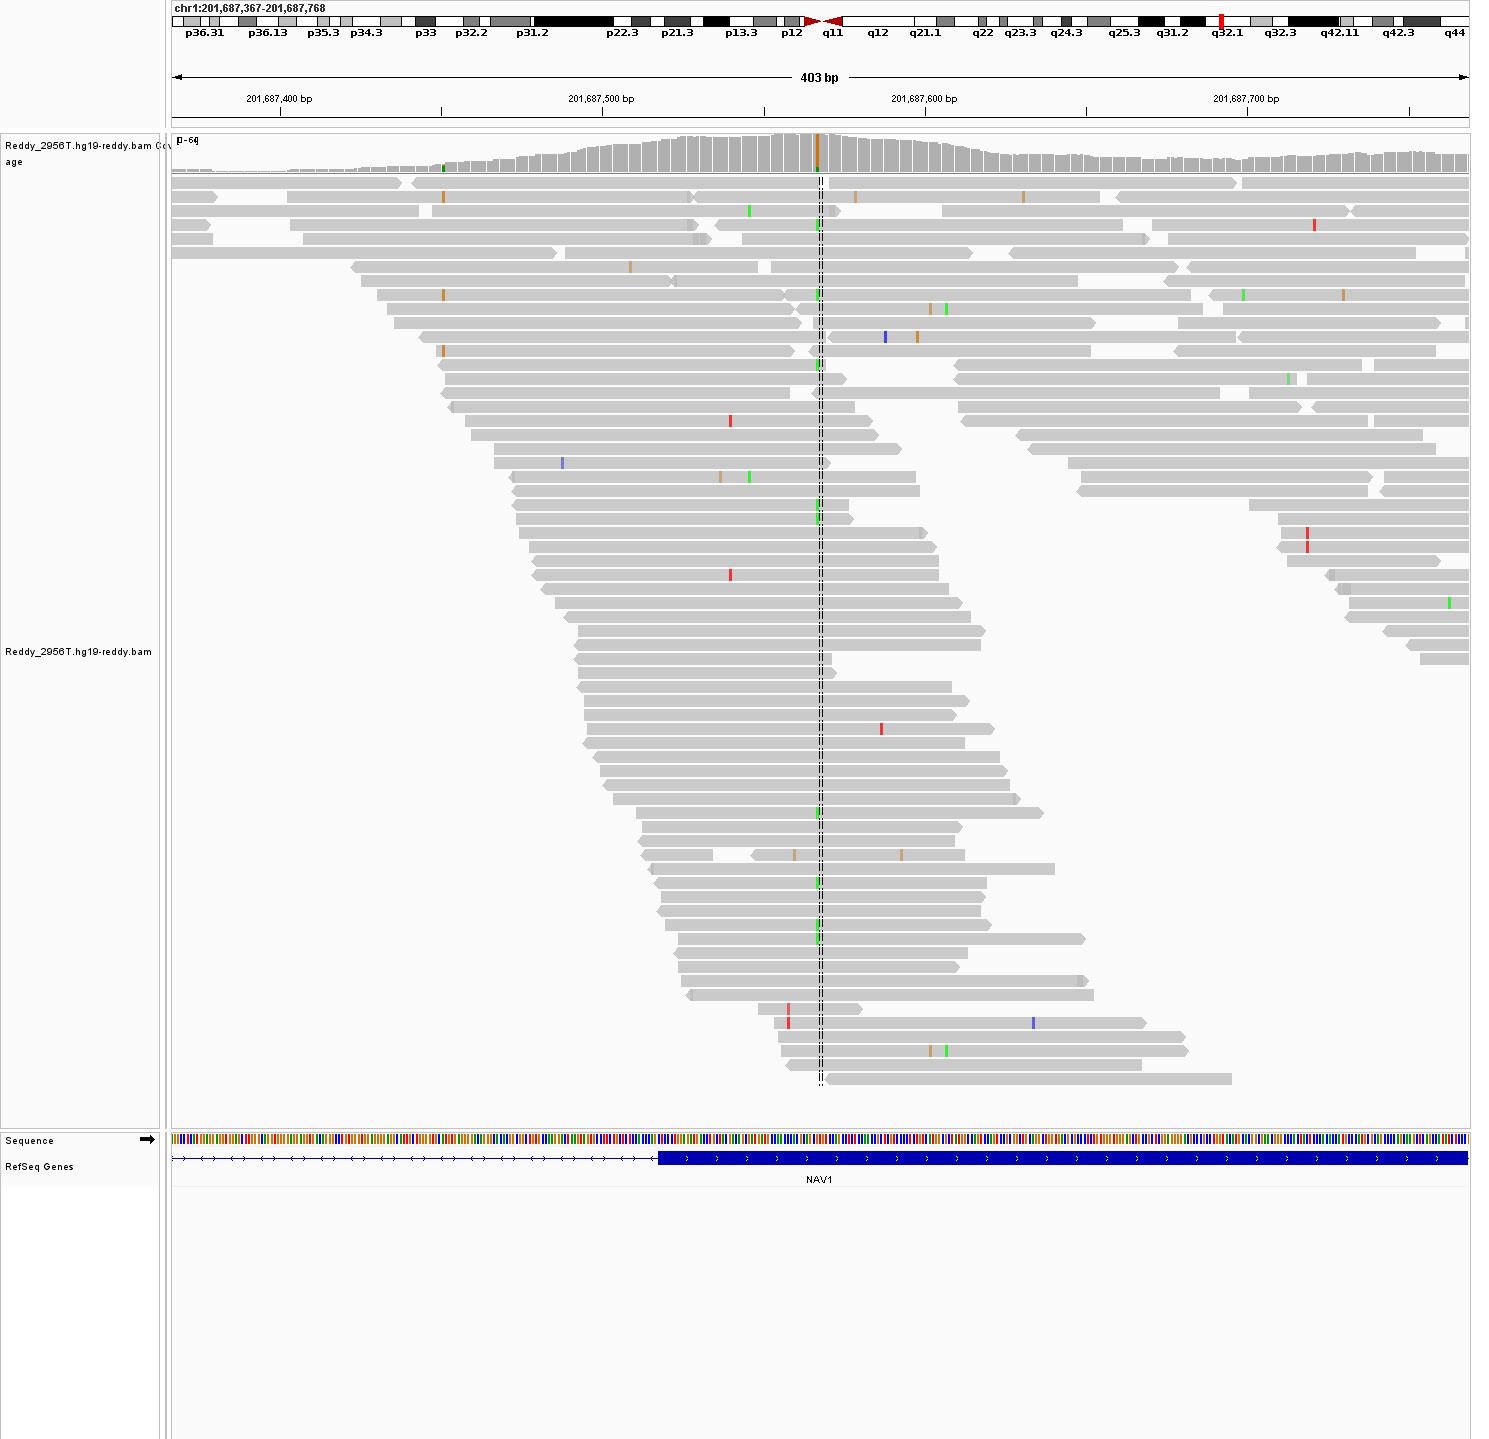 chr1:201,687,367-201,687,768
p36.31 p36.13 p35.3 p34.3 p33 p32.2 p31.2 p22.3 p21.3 p13.3 p12 q11 q12 q21.1 q22 q23.3 q24.3 q25.3 q31.2 q32.1 q32.3 q42.11 q42.3 q44
403 bp
201,687,400 bp 201,687,500 bp 201,687,600 bp 201,687,700 bp
Reddy_2956T.hg19-reddy.bam Cov
age
[0-64]
Reddy_2956T.hg19-reddy.bam
Sequence
RefSeq Genes
NAV1